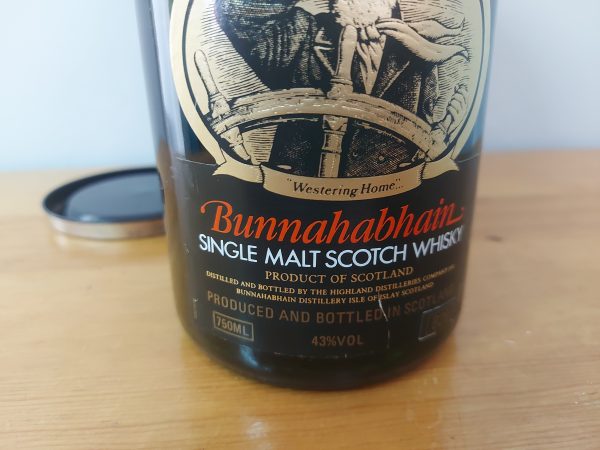 "Westering Home"...
Bunnahabhain
SINGLE MALT SCOTCH WHISKY
PRODUCT OF SCOTLAND
DISTILLED AND BOTTLED BY THE HIGHLAND DISTILLERIES COMPANY
BUNNAHABHAIN DISTILLERY ISLE OF ISLAY SCOTLAND
PRODUCED AND BOTTLED IN SCOTLAND
750ML
43%VOL